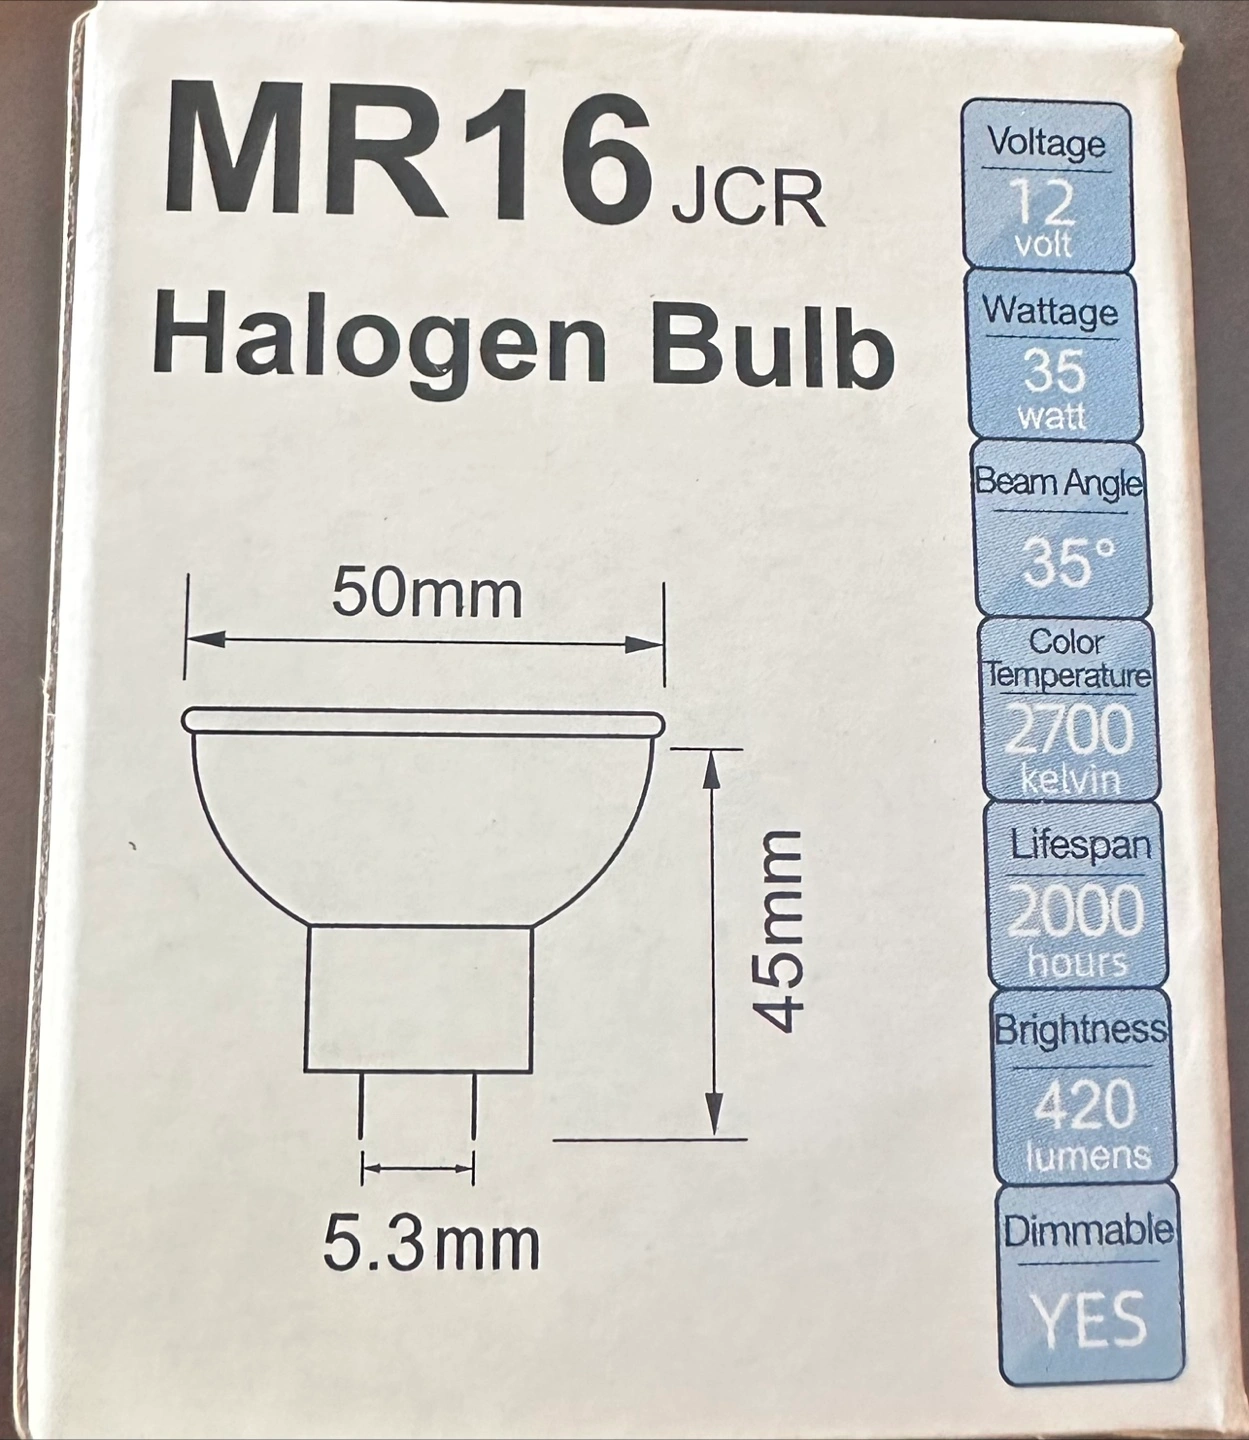 MR16 JCR
Halogen Bulb
50mm
45mm
5.3mm
Voltage
12
volt
Wattage
35
watt
Beam Angle
35°
Color
Temperature
2700
kelvin
Lifespan
2000
hours
Brightness
420
lumens
Dimmable
YES